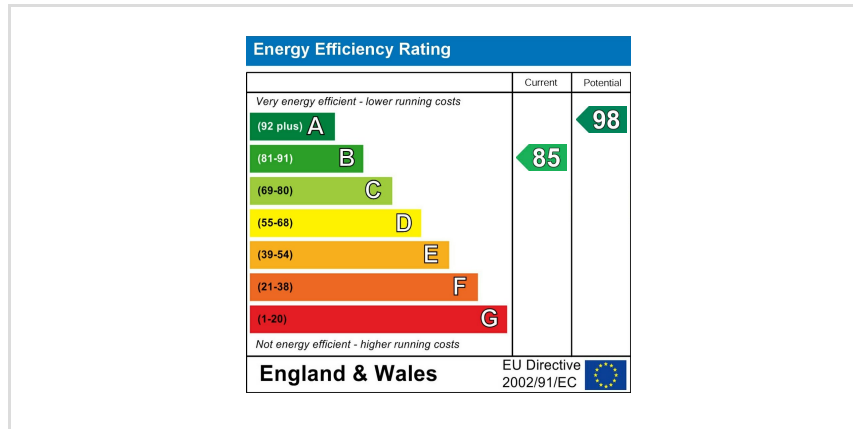 Energy Efficiency Rating
Current Potential
Very energy efficient - lower running costs
(92 plus) A
98
(81-91) B
85
(69-80) C
(55-68) D
(39-54) E
(21-38) F
(1-20) G
Not energy efficient - higher running costs
England & Wales
EU Directive
2002/91/EC